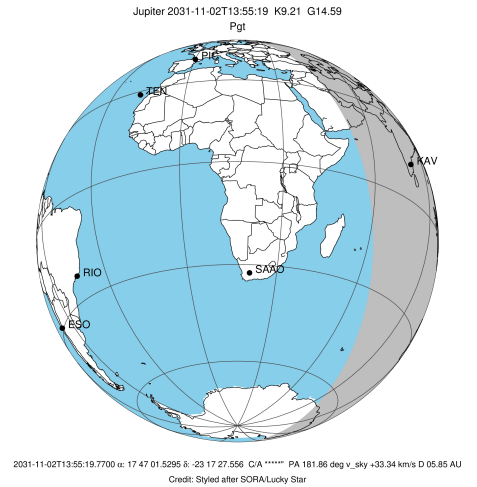 Jupiter 2031-11-02T13:55:19 K9.21 G14.59
Pgt
PIC
TEN
KAV
SAAO
RIO
ESO
2031-11-02T13:55:19.7700 α: 17 47 01.5295 δ: -23 17 27.556 C/A *****" PA 181.86 deg v_sky +33.34 km/s D 05.85 AU
Credit: Styled after SORA/Lucky Star